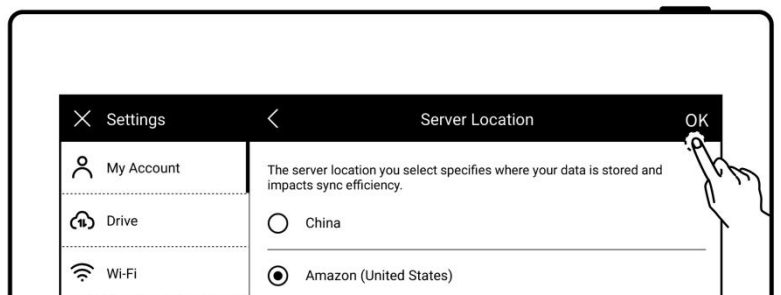 Settings
Server Location
OK
My Account
Drive
Wi-Fi
The server location you select specifies where your data is stored and
impacts sync efficiency.
China
Amazon (United States)